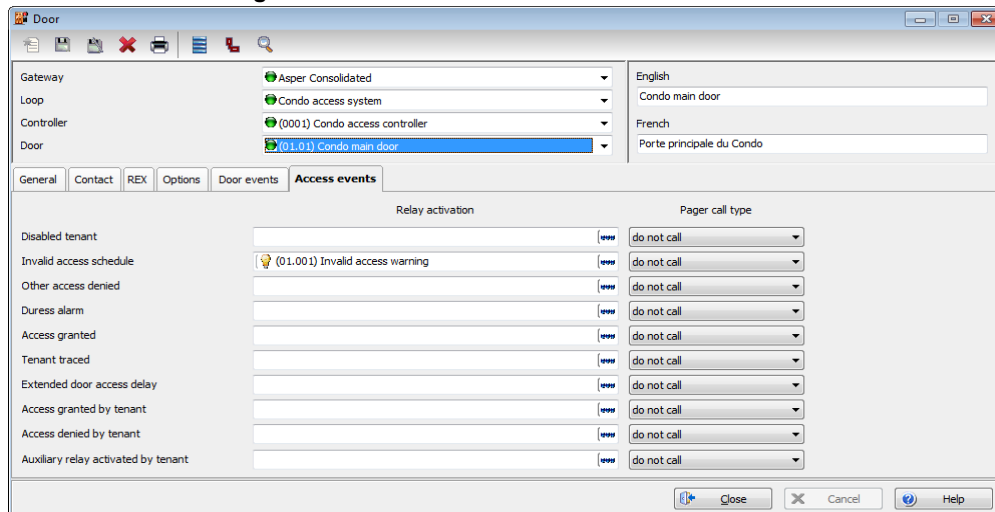 Door
Gateway
Asper Consolidated
English
Condo main door
Loop
Condo access system
Controller
(0001) Condo access controller
French
Porte principale du Condo
Door
(01.01) Condo main door
General Contact REX Options Door events Access events
Relay activation Pager call type
Disabled tenant do not call
Invalid access schedule (01.001) Invalid access warning do not call
Other access denied do not call
Duress alarm do not call
Access granted do not call
Tenant traced do not call
Extended door access delay do not call
Access granted by tenant do not call
Access denied by tenant do not call
Auxiliary relay activated by tenant do not call
Close Cancel Help